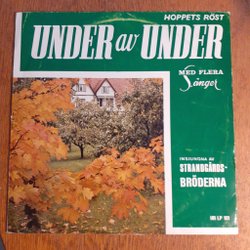 HOPPETS RÖST
UNDER av UNDER
MED FLERA
Sånger
INSJUNGNA AV
STRANDGÅRDS-
BRÖDERNA